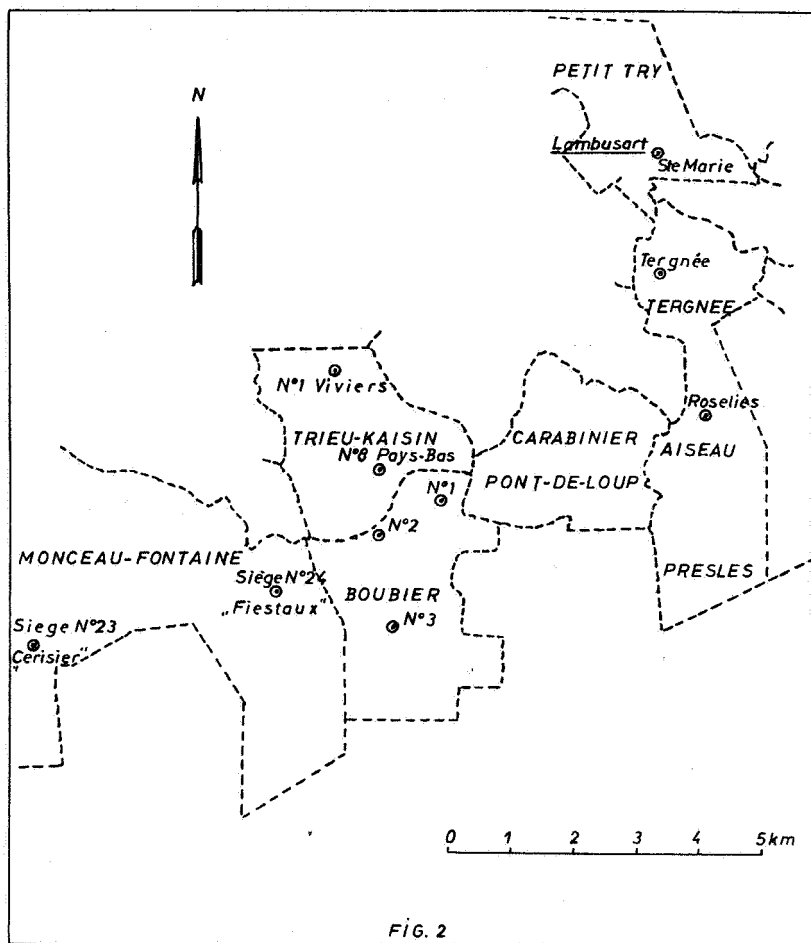 N
PETIT TRY
Lambusart
Ste Marie
Tergnée
TERGNEE
N°1 Viviers
Roselies
TRIEU-KAISIN
CARABINIER
AISEAU
N°8 Pays-Bas
PONT-DE-LOUP
N°1
N°2
MONCEAU-FONTAINE
Siège N°24
„Fiestaux"
BOUBIER
PRESLES
N°3
Siege N°23
„Cerisier"
0 1 2 3 4 5 km
FIG. 2